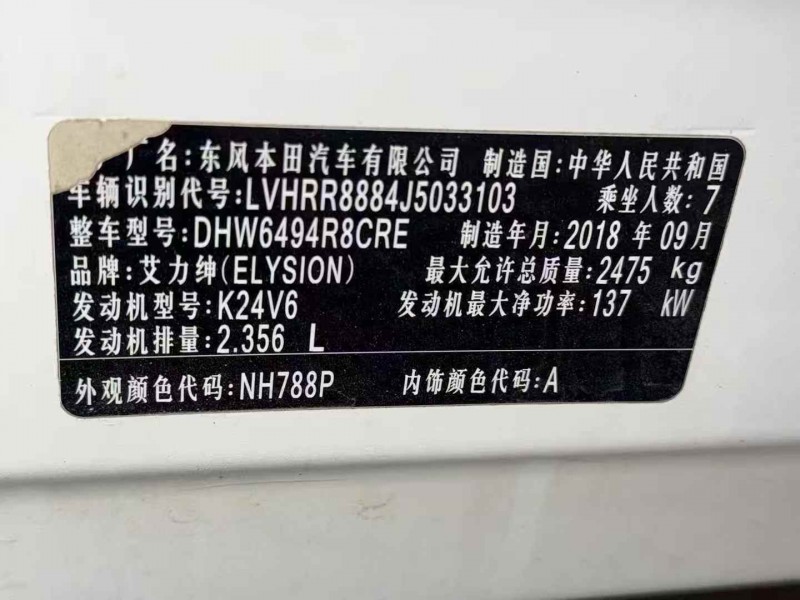 厂名:东风本田汽车有限公司 制造国:中华人民共和国
车辆识别代号:LVHRR8884J5033103 乘坐人数:7
整车型号:DHW6494R8CRE 制造年月:2018 年 09月
品牌:艾力绅(ELYSION) 最大允许总质量:2475 kg
发动机型号:K24V6 发动机最大净功率:137 kW
发动机排量:2.356 L
外观颜色代码:NH788P 内饰颜色代码:A